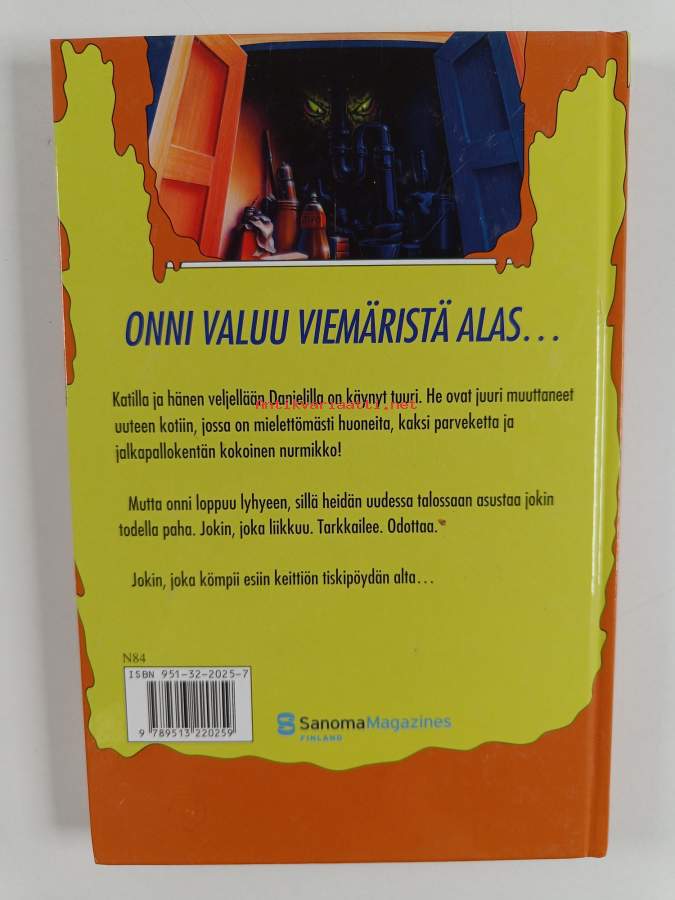 ONNI VALUU VIEMÄRISTÄ ALAS...
Katilla ja hänen veljellään Danielilla on käynyt tuuri. He ovat juuri muuttaneet
Antikvariaatti.net
uuteen kotiin, jossa on mielettömästi huoneita, kaksi parveketta ja
jalkapallokentän kokoinen nurmikko!
Mutta onni loppuu lyhyeen, sillä heidän uudessa talossaan asustaa jokin
todella paha. Jokin, joka liikkuu. Tarkkailee. Odottaa.
Jokin, joka kömpii esiin keittiön tiskipöydän alta...
N84
ISBN 951-32-2025-7
9 789513 220259
SanomaMagazines
FINLAND